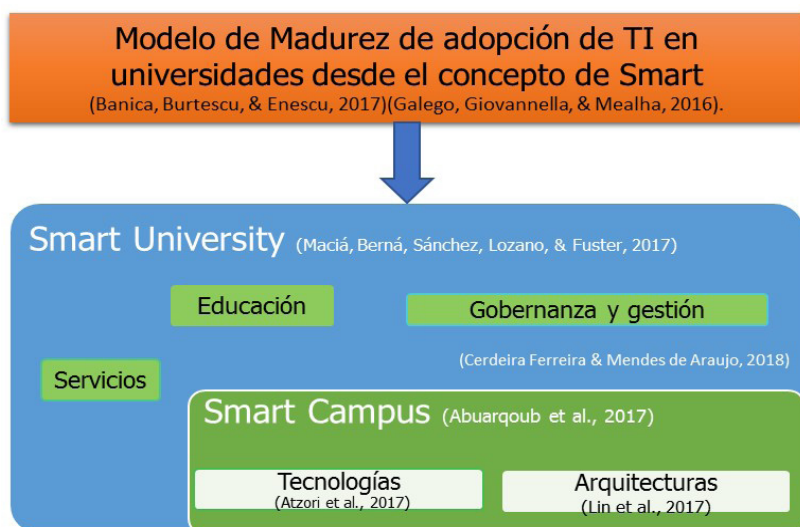 Modelo de Madurez de adopción de TI en
universidades desde el concepto de Smart
(Banica, Burtescu, & Enescu, 2017)(Galego, Giovannella, & Mealha, 2016).
Smart University (Maciá, Berná, Sánchez, Lozano, & Fuster, 2017)
Educación
Gobernanza y gestión
(Cerdeira Ferreira & Mendes de Araujo, 2018)
Servicios
Smart Campus (Abuarqoub et al., 2017)
Tecnologías
(Atzori et al., 2017)
Arquitecturas
(Lin et al., 2017)